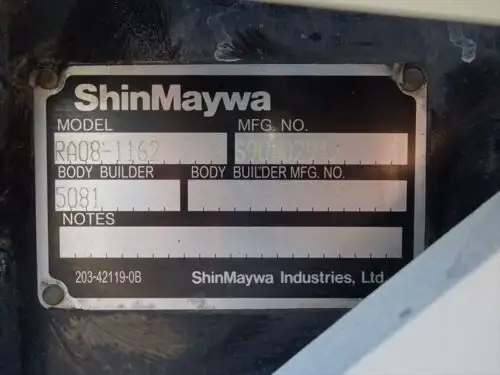 ShinMaywa
MODEL MFG. NO.
RA08-1162
BODY BUILDER BODY BUILDER MFG. NO.
5081
NOTES
203-42119-0B ShinMaywa Industries, Ltd.